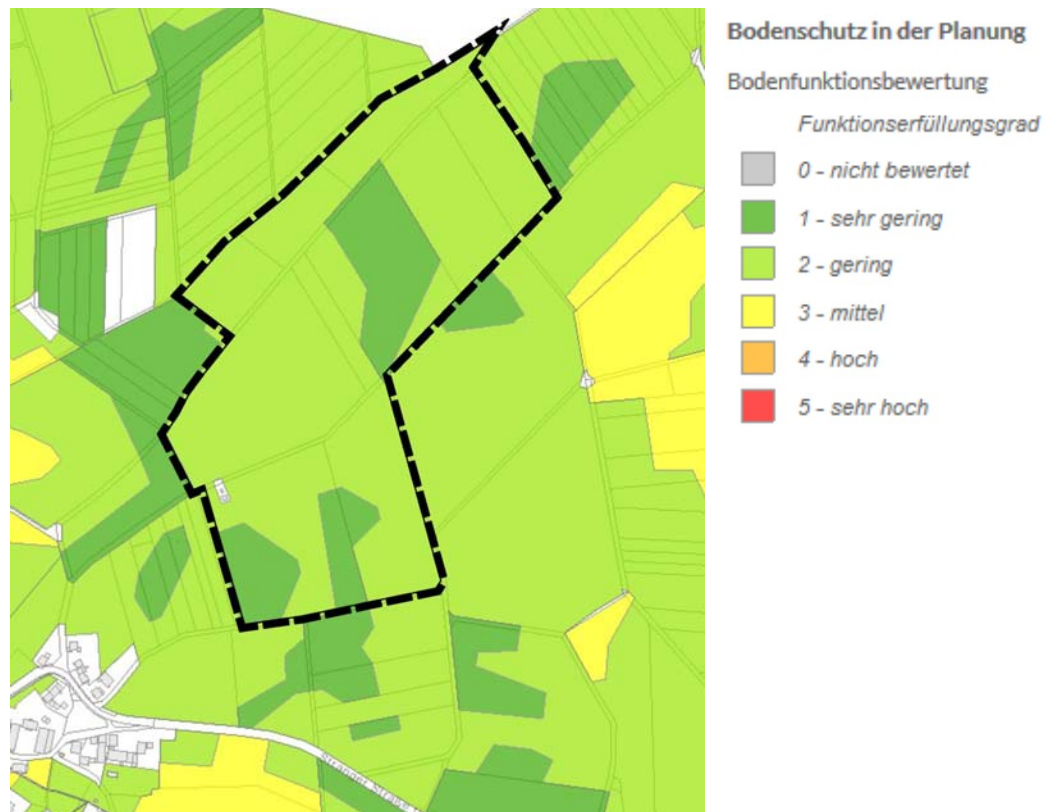 Bodenschutz in der Planung
Bodenfunktionsbewertung
Funktionserfüllungsgrad
0 - nicht bewertet
1 - sehr gering
2 - gering
3 - mittel
4 - hoch
5 - sehr hoch